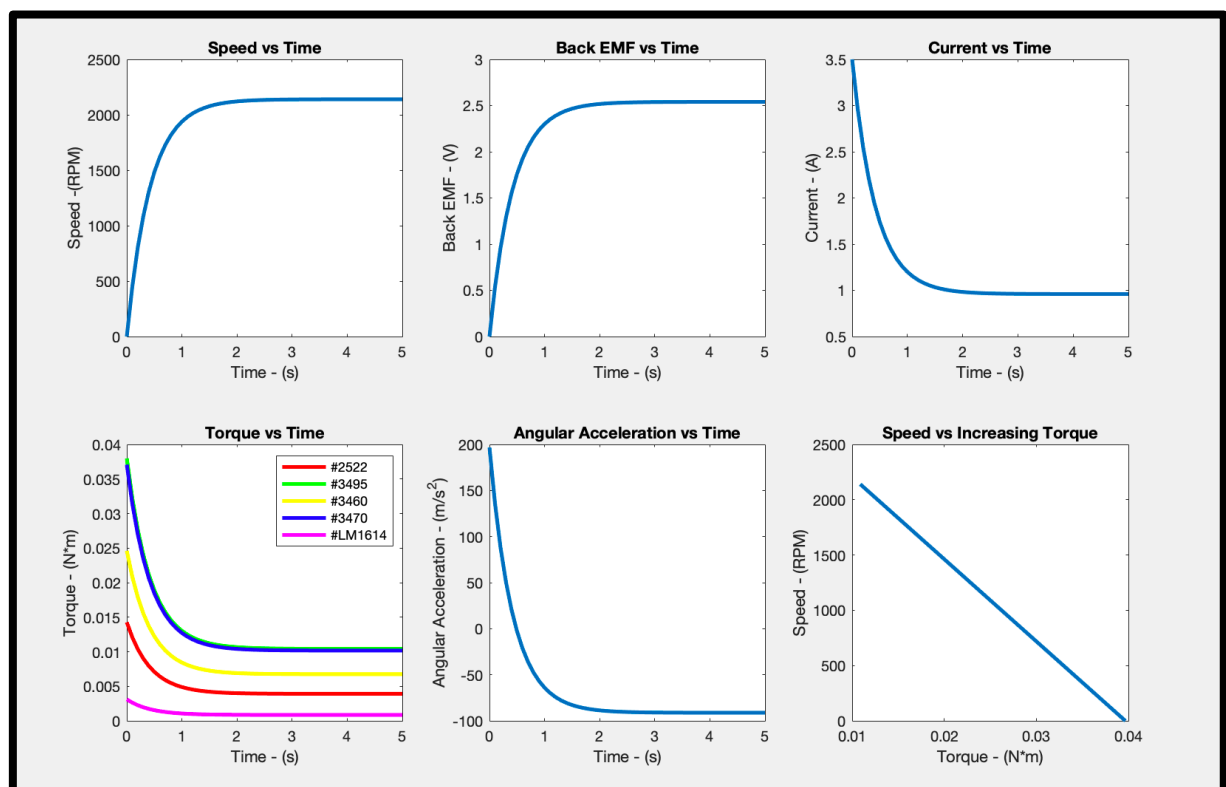 Speed vs Time
2500
2000
1500
1000
500
0
Speed -(RPM)
0 1 2 3 4 5
Time - (s)
Back EMF vs Time
3
2.5
2
1.5
1
0.5
0
Back EMF - (V)
0 1 2 3 4 5
Time - (s)
Current vs Time
3.5
3
2.5
2
1.5
1
0.5
Current - (A)
0 1 2 3 4 5
Time - (s)
Torque vs Time
0.04
0.035
0.03
0.025
0.02
0.015
0.01
0.005
0
Torque - (N*m)
#2522
#3495
#3460
#3470
#LM1614
0 1 2 3 4 5
Time - (s)
Angular Acceleration vs Time
200
150
100
50
0
-50
-100
Angular Acceleration - (m/s²)
0 1 2 3 4 5
Time - (s)
Speed vs Increasing Torque
2500
2000
1500
1000
500
0
Speed - (RPM)
0.01 0.02 0.03 0.04
Torque - (N*m)